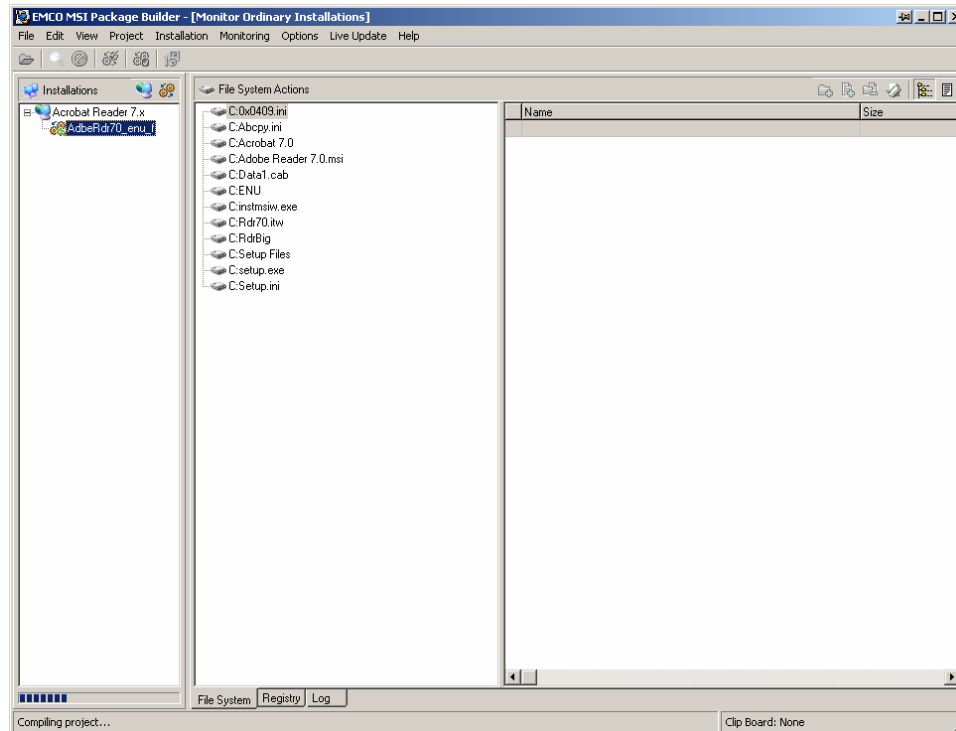 EMCO MSI Package Builder - [Monitor Ordinary Installations]
File Edit View Project Installation Monitoring Options Live Update Help
Installations
File System Actions
Acrobat Reader 7.x
AdbeRdr70_enu_f
C:0x0409.ini
C:Abcpy.ini
C:Acrobat 7.0
C:Adobe Reader 7.0.msi
C:Data1.cab
C:ENU
C:instmsiw.exe
C:Rdr70.itw
C:RdrBig
C:Setup Files
C:setup.exe
C:Setup.ini
Name Size
File System Registry Log
Compiling project... Clip Board: None